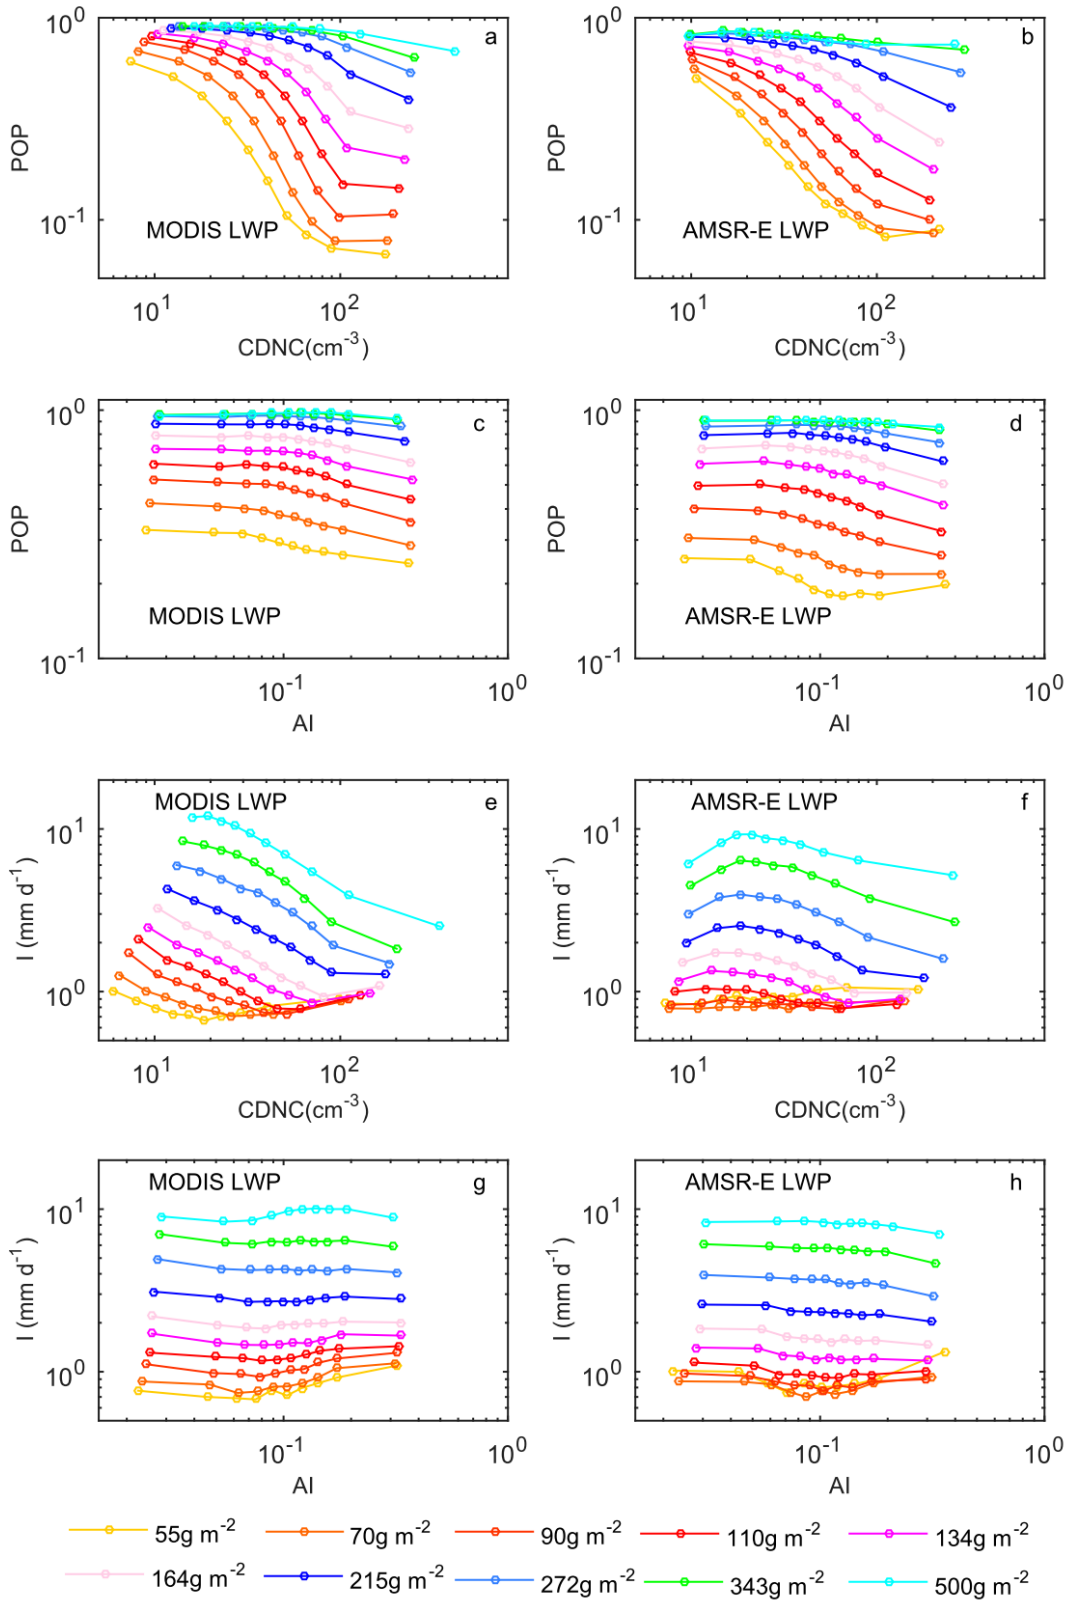 10⁰ a 10⁰ b
POP POP
10⁻¹ MODIS LWP 10⁻¹ AMSR-E LWP
10¹ 10² 10¹ 10²
CDNC(cm⁻³) CDNC(cm⁻³)
10⁰ c 10⁰ d
POP POP
MODIS LWP AMSR-E LWP
10⁻¹ 10⁻¹
10⁻¹ 10⁰ 10⁻¹ 10⁰
AI AI
MODIS LWP e AMSR-E LWP f
10¹ 10¹
I (mm d⁻¹) I (mm d⁻¹)
10⁰ 10⁰
10¹ 10² 10¹ 10²
CDNC(cm⁻³) CDNC(cm⁻³)
MODIS LWP g AMSR-E LWP h
10¹ 10¹
I (mm d⁻¹) I (mm d⁻¹)
10⁰ 10⁰
10⁻¹ 10⁰ 10⁻¹ 10⁰
AI AI
55g m⁻² 70g m⁻² 90g m⁻² 110g m⁻² 134g m⁻²
164g m⁻² 215g m⁻² 272g m⁻² 343g m⁻² 500g m⁻²